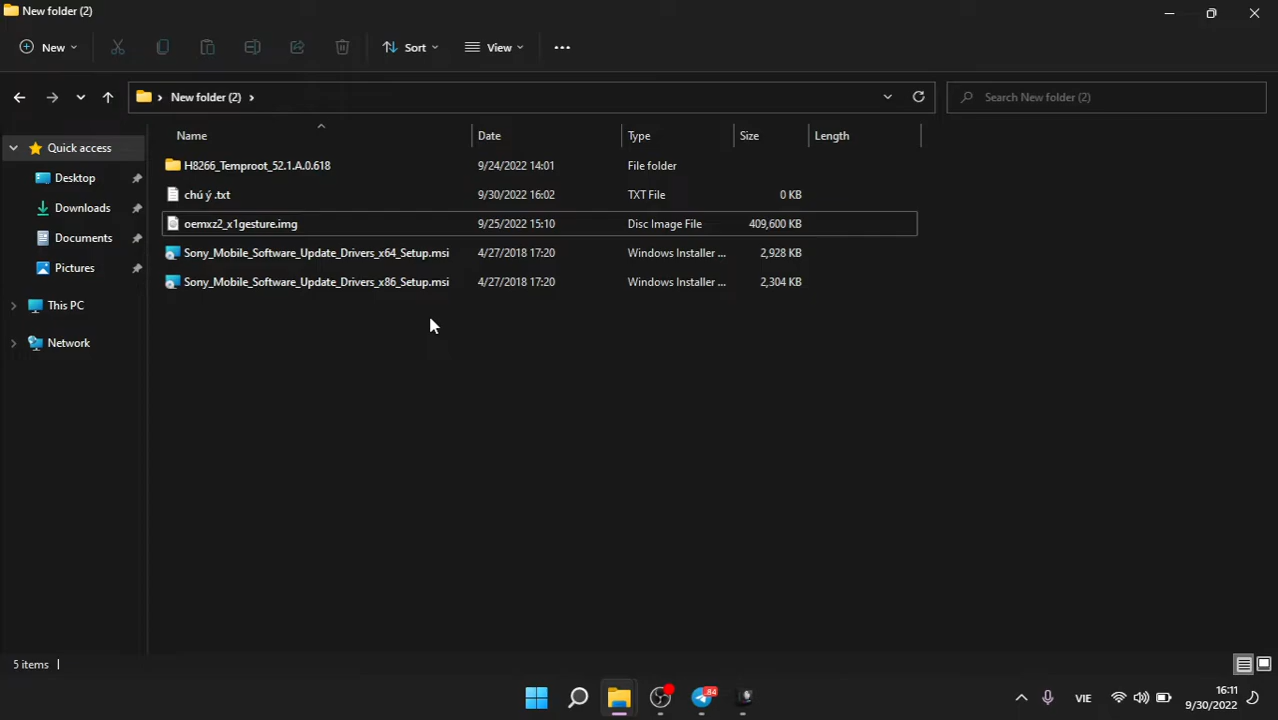 New folder (2)
New
Sort
View
New folder (2)
Search New folder (2)
Name Date Type Size Length
Quick access
Desktop
Downloads
Documents
Pictures
This PC
Network
H8266_Temproot_52.1.A.0.618 9/24/2022 14:01 File folder
chú ý .txt 9/30/2022 16:02 TXT File 0 KB
oemxz2_x1gesture.img 9/25/2022 15:10 Disc Image File 409,600 KB
Sony_Mobile_Software_Update_Drivers_x64_Setup.msi 4/27/2018 17:20 Windows Installer ... 2,928 KB
Sony_Mobile_Software_Update_Drivers_x86_Setup.msi 4/27/2018 17:20 Windows Installer ... 2,304 KB
5 items
84
VIE
16:11
9/30/2022